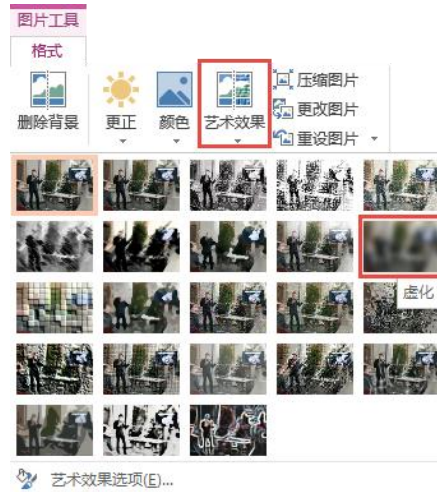 图片工具
格式
删除背景
更正
颜色
艺术效果
压缩图片
更改图片
重设图片
虚化
艺术效果选项(E)...